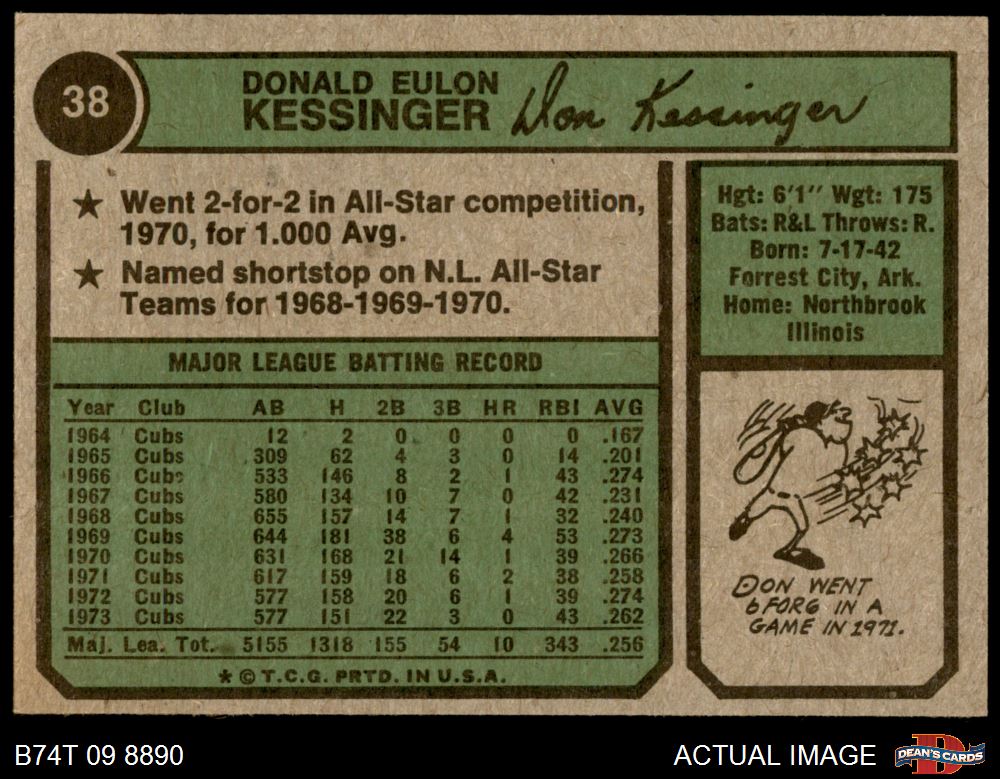 38
DONALD EULON
KESSINGER
Don Kessinger
★ Went 2-for-2 in All-Star competition,
1970, for 1.000 Avg.
★ Named shortstop on N.L. All-Star
Teams for 1968-1969-1970.
Hgt: 6'1" Wgt: 175
Bats: R&L Throws: R.
Born: 7-17-42
Forrest City, Ark.
Home: Northbrook
Illinois
MAJOR LEAGUE BATTING RECORD
Year Club AB H 2B 3B HR RBI AVG
1964 Cubs 12 2 0 0 0 0 .167
1965 Cubs 309 62 4 3 0 14 .201
1966 Cubs 533 146 8 2 1 43 .274
1967 Cubs 580 134 10 7 0 42 .231
1968 Cubs 655 157 14 7 1 32 .240
1969 Cubs 644 181 38 6 4 53 .273
1970 Cubs 631 168 21 14 1 39 .266
1971 Cubs 617 159 18 6 2 38 .258
1972 Cubs 577 158 20 6 1 39 .274
1973 Cubs 577 151 22 3 0 43 .262
Maj. Lea. Tot. 5155 1318 155 54 10 343 .256
* © T.C.G. PRTD. IN U.S.A.
DON WENT
6 FOR 6 IN A
GAME IN 1971.
B74T 09 8890
ACTUAL IMAGE
DEAN'S CARDS